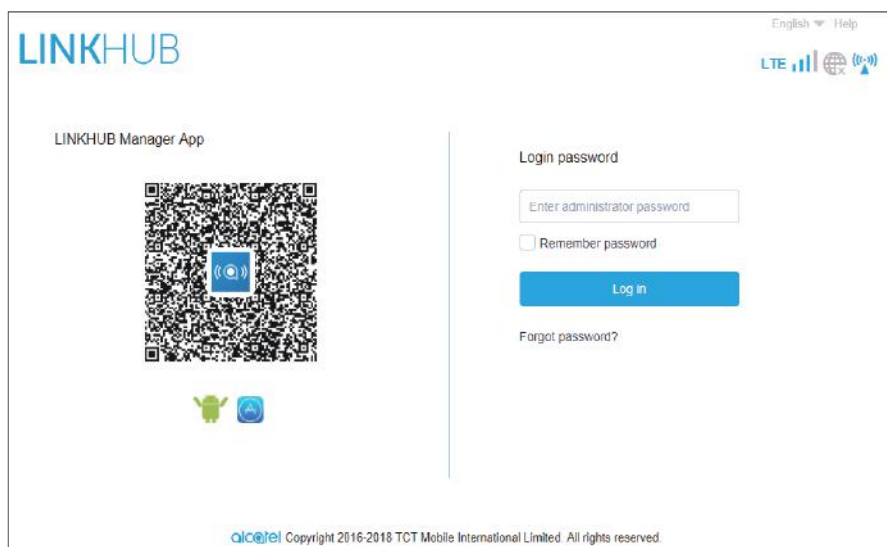 English Help
LINKHUB
LTE
LINKHUB Manager App
Login password
Enter administrator password
Remember password
Log in
Forgot password?
alcatel Copyright 2016-2018 TCT Mobile International Limited. All rights reserved.